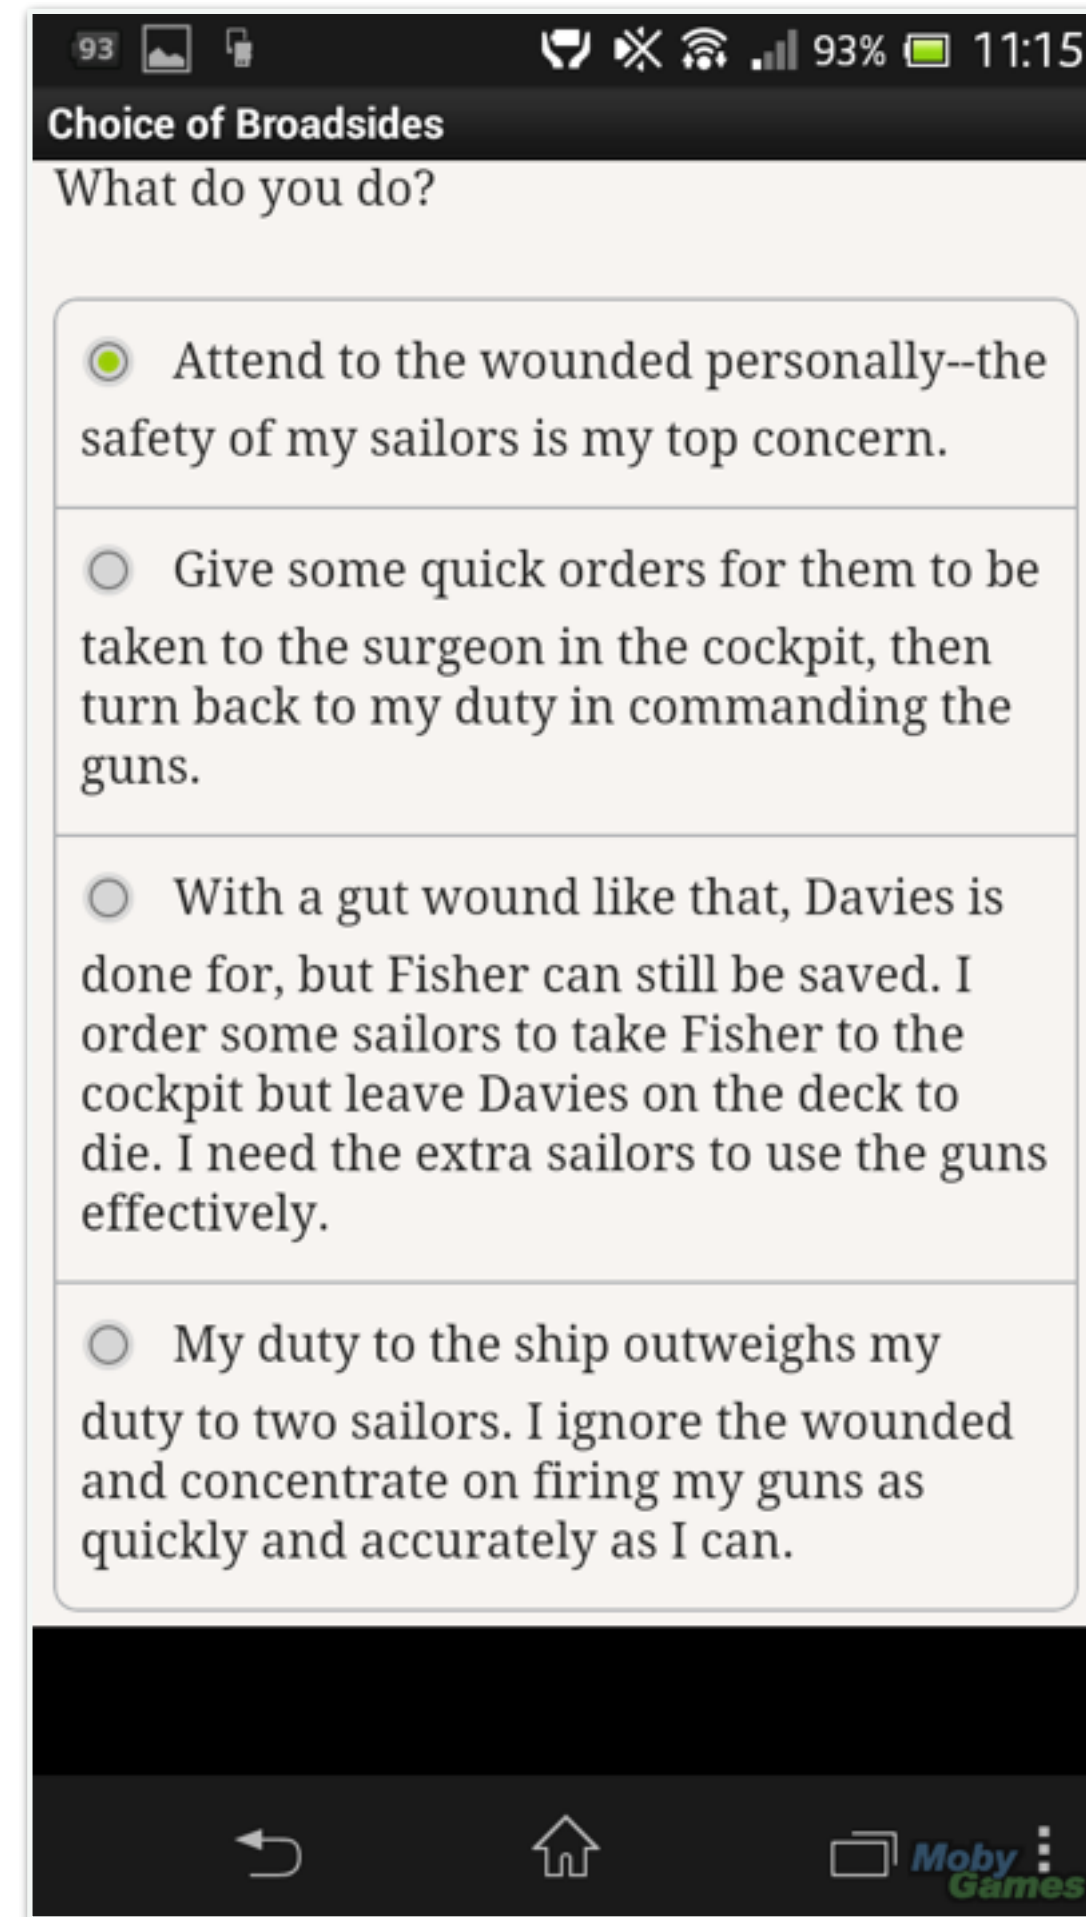 93 93% 11:15
Choice of Broadsides
What do you do?
Attend to the wounded personally--the
safety of my sailors is my top concern.
Give some quick orders for them to be
taken to the surgeon in the cockpit, then
turn back to my duty in commanding the
guns.
With a gut wound like that, Davies is
done for, but Fisher can still be saved. I
order some sailors to take Fisher to the
cockpit but leave Davies on the deck to
die. I need the extra sailors to use the guns
effectively.
My duty to the ship outweighs my
duty to two sailors. I ignore the wounded
and concentrate on firing my guns as
quickly and accurately as I can.
Moby
Games